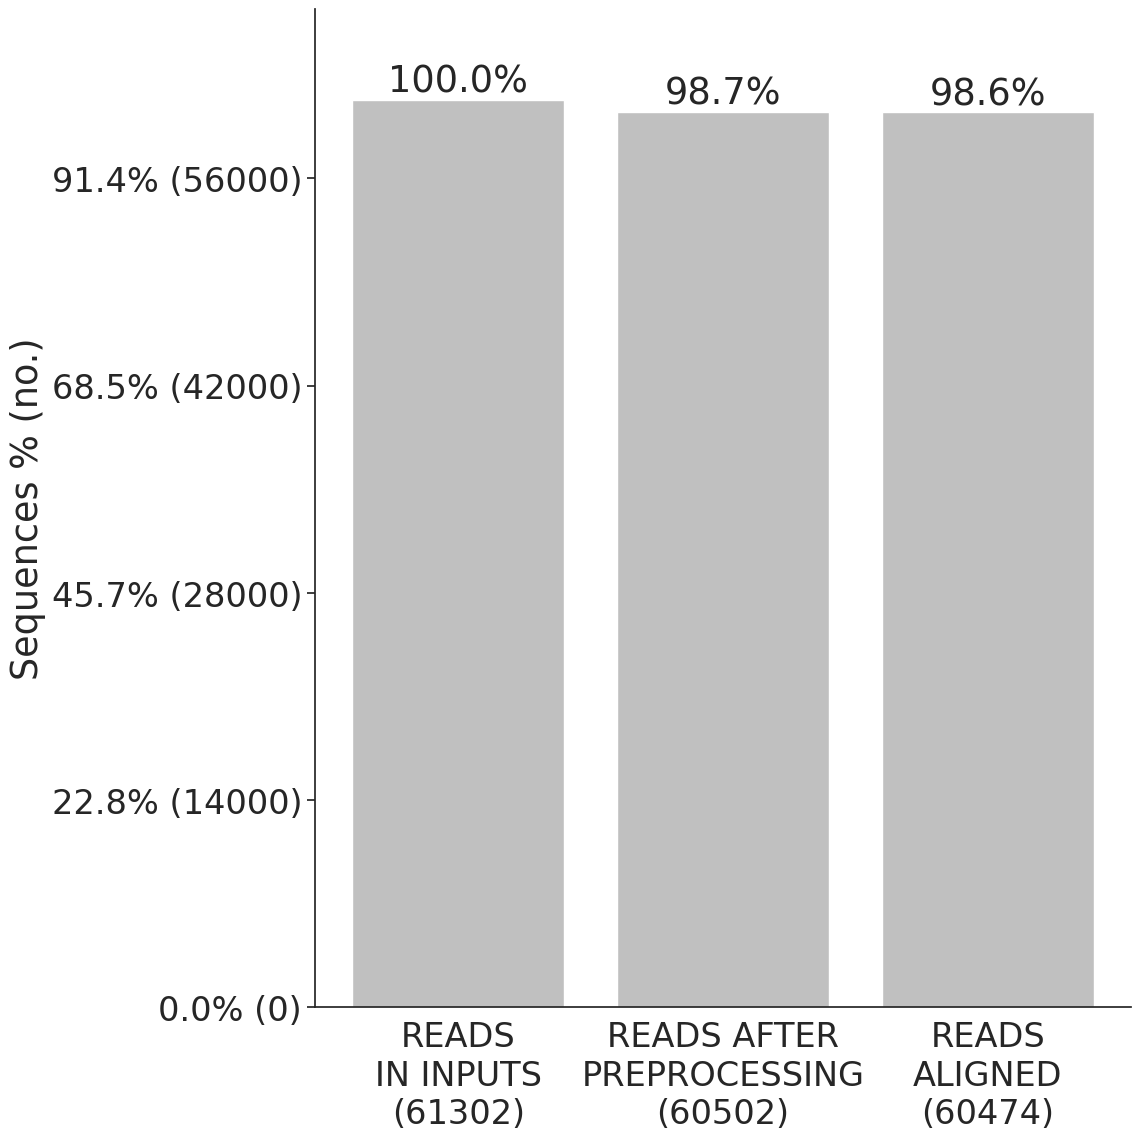 100.0%
98.7%
98.6%
91.4% (56000)
68.5% (42000)
45.7% (28000)
22.8% (14000)
0.0% (0)
Sequences % (no.)
READS
IN INPUTS
(61302)
READS AFTER
PREPROCESSING
(60502)
READS
ALIGNED
(60474)